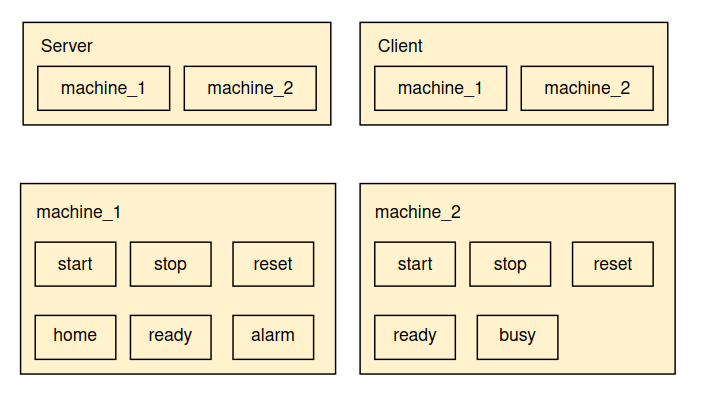 Server
machine_1 machine_2
Client
machine_1 machine_2
machine_1
start stop reset
home ready alarm
machine_2
start stop reset
ready busy